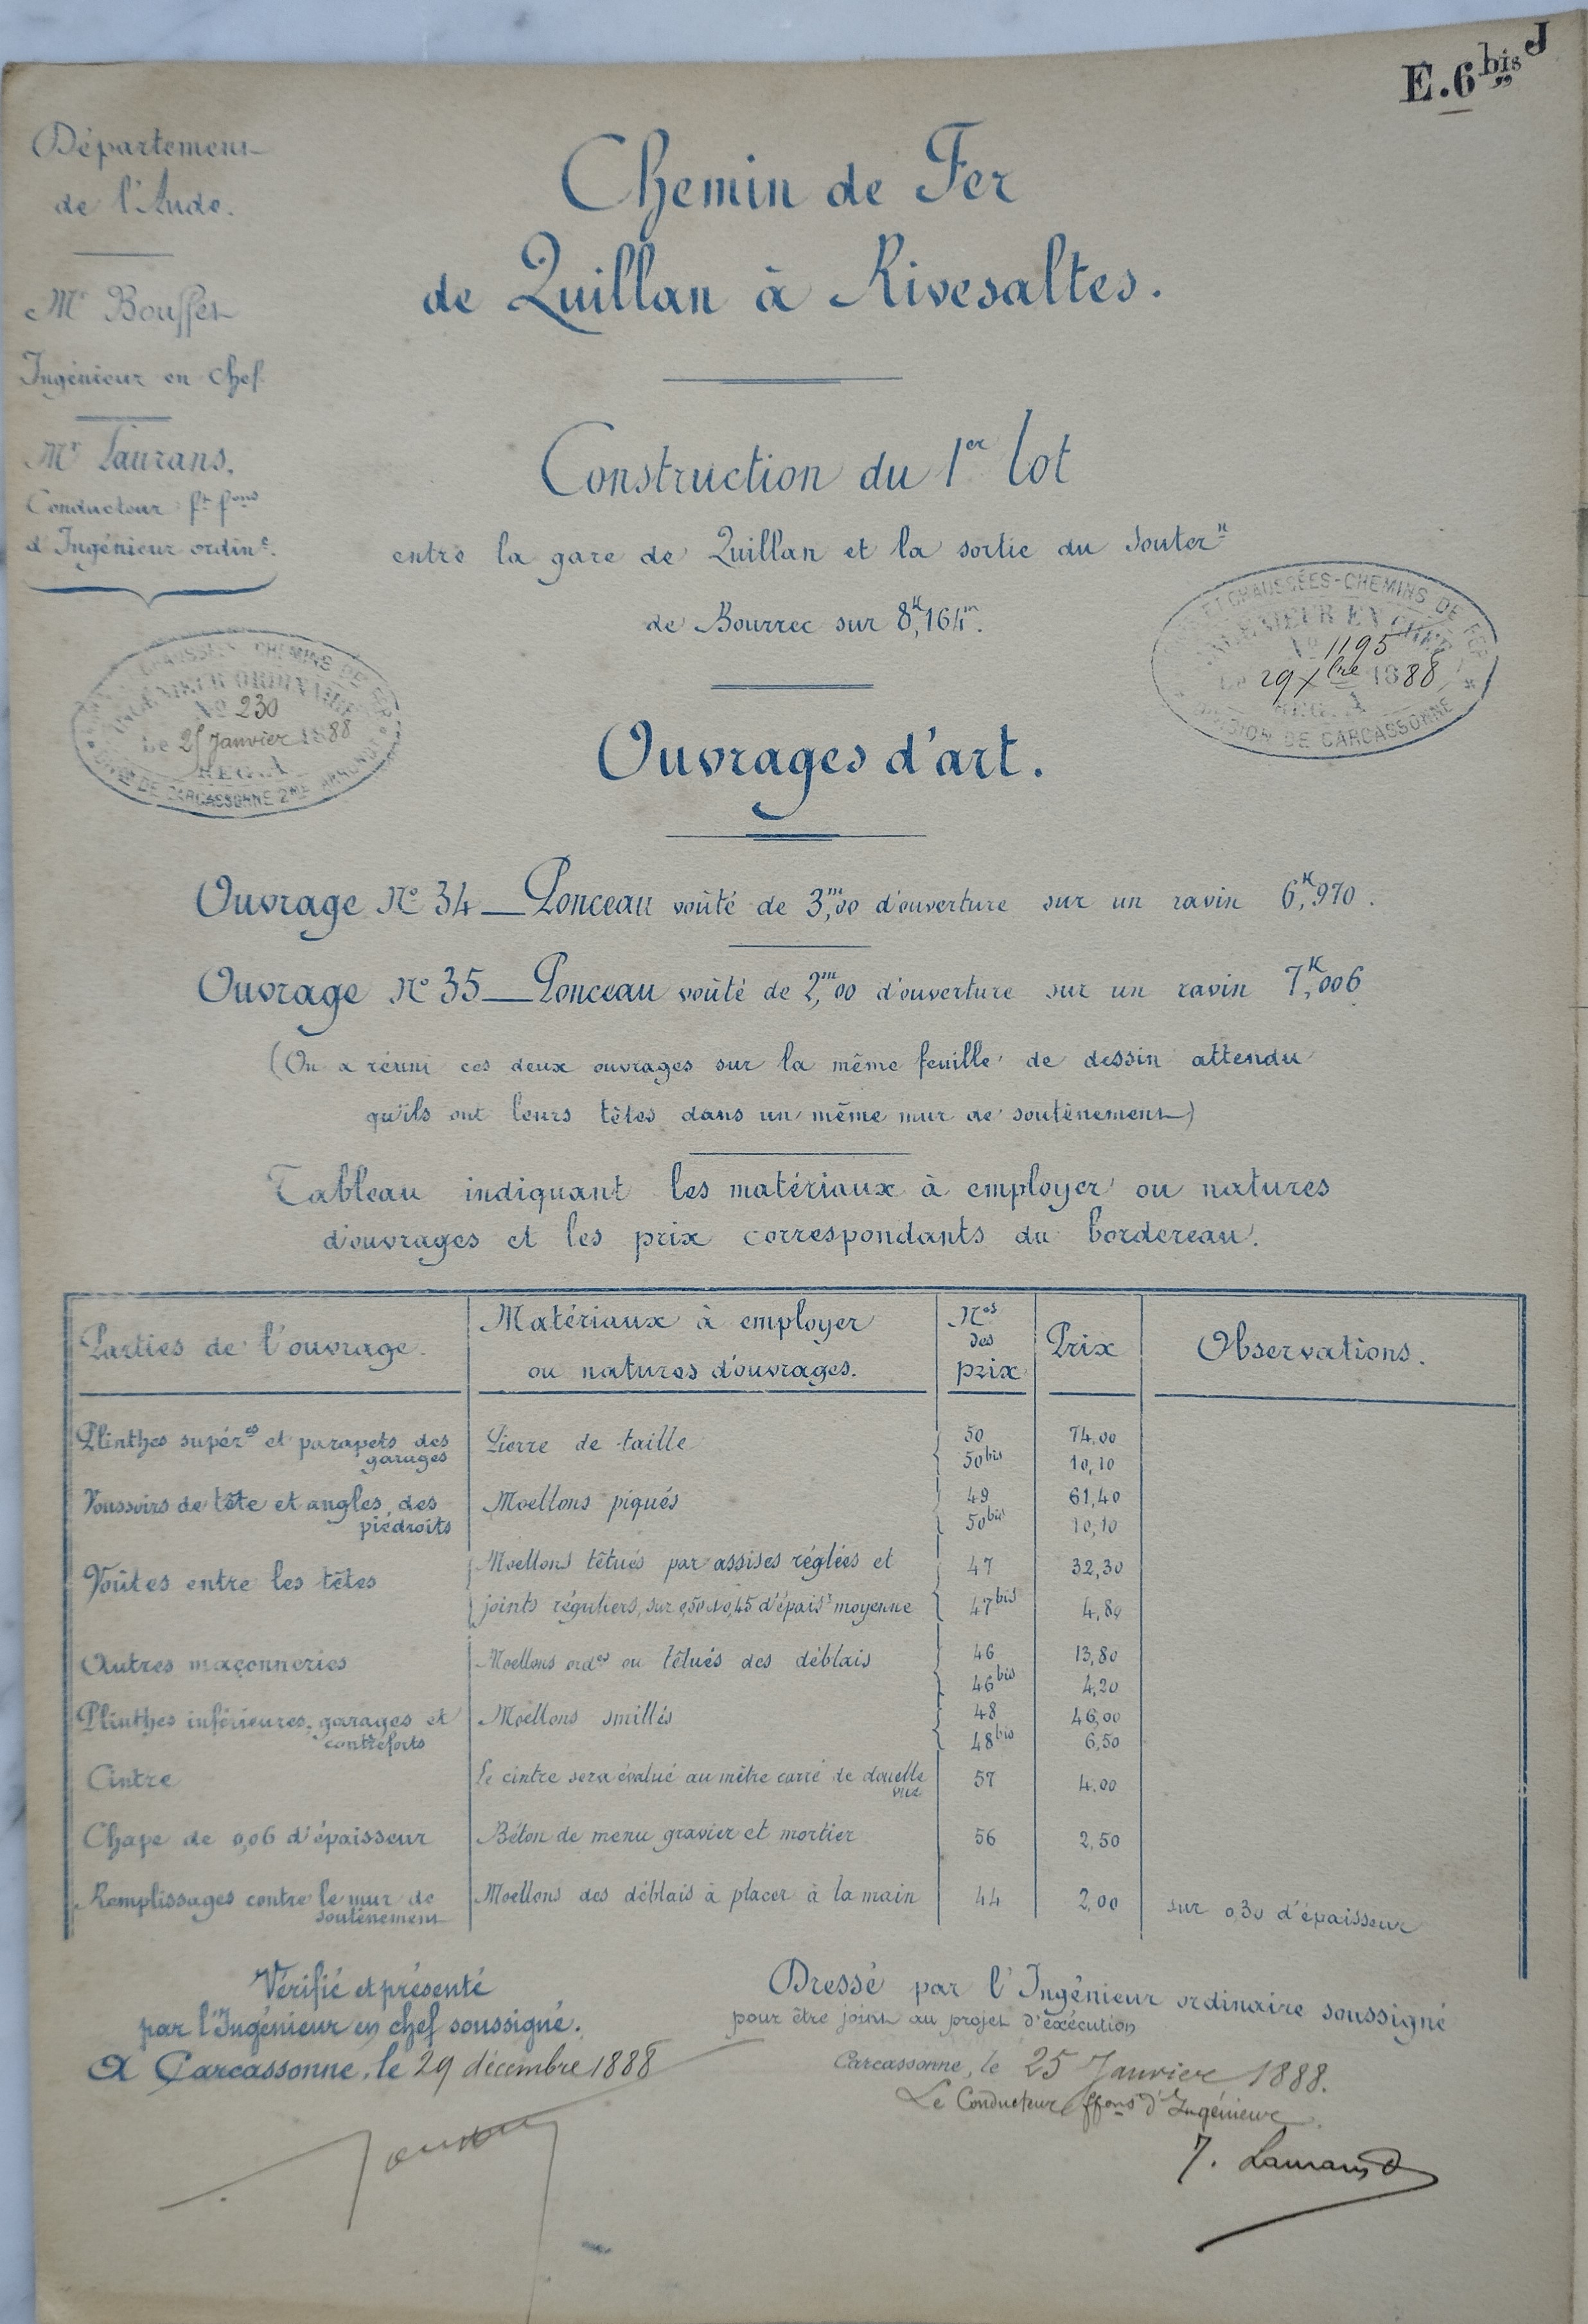 E.6 bis J
Département
de l'Aude.
Mr Bouffet
Ingénieur en chef
Mr Laurans,
Conducteur ft fons
d'Ingénieur ordine.
Chemin de Fer
de Quillan à Rivesaltes.
Construction du 1er lot
entre la gare de Quillan et la sortie du souter n
de Bourrec sur 8k,164m.
CHAUSSÉES CHEMINS DE FER
INGÉNIEUR ORDINAIRE
No 230
Le 25 Janvier 1888
REG. A
DE CARCASSONNE 2ME ARRONDt
ET CHAUSSÉES-CHEMINS DE FER
INGÉNIEUR EN CHEF
No 1195
Le 29 Xbre 1888
REG. A
DIVISION DE CARCASSONNE
Ouvrages d'art.
Ouvrage No 34 — Ponceau voûté de 3m,00 d'ouverture sur un ravin 6K,970.
Ouvrage No 35 — Ponceau voûté de 2m,00 d'ouverture sur un ravin 7K,006
(On a réuni ces deux ouvrages sur la même feuille de dessin attendu
qu'ils ont leurs têtes dans un même mur de soutènement)
Tableau indiquant les matériaux à employer ou natures
d'ouvrages et les prix correspondants du bordereau.
Parties de l'ouvrage. Matériaux à employer ou natures d'ouvrages. Nos des prix Prix Observations.
Plinthes supéres et parapets des garages Pierre de taille 50 74,00
50bis 10,10
Voussoirs de tête et angles des piédroits Moellons piqués 49 61,40
50bis 10,10
Voûtes entre les têtes Moellons têtués par assises réglées et 47 32,30
joints réguliers, sur 0,50 à 0,45 d'épaisr moyenne 47bis 4,80
Autres maçonneries Moellons ordes ou têtués des déblais 46 13,80
46bis 4,20
Plinthes inférieures, garages et contreforts Moellons smillés 48 46,00
48bis 6,50
Cintre Le cintre sera évalué au mètre carré de douelle vue 57 4,00
Chape de 0,06 d'épaisseur Béton de menu gravier et mortier 56 2,50
Remplissages contre le mur de soutènement Moellons des déblais à placer à la main 44 2,00 sur 0,30 d'épaisseur
Vérifié et présenté
par l'Ingénieur en chef soussigné.
A Carcassonne, le 29 décembre 1888
Dressé par l'Ingénieur ordinaire soussigné
pour être joint au projet d'exécution
Carcassonne, le 25 Janvier 1888.
Le Conducteur ffons d'Ingénieur
J. Laurans